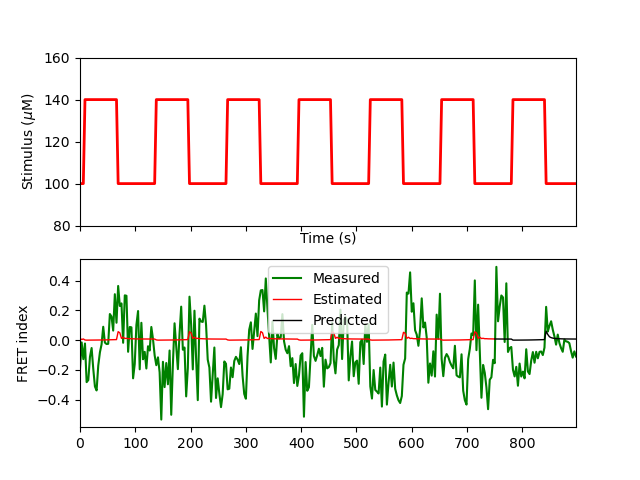 160
140
120
100
80
Stimulus (μM)
Time (s)
0.4
0.2
0.0
−0.2
−0.4
FRET index
Measured
Estimated
Predicted
0 100 200 300 400 500 600 700 800